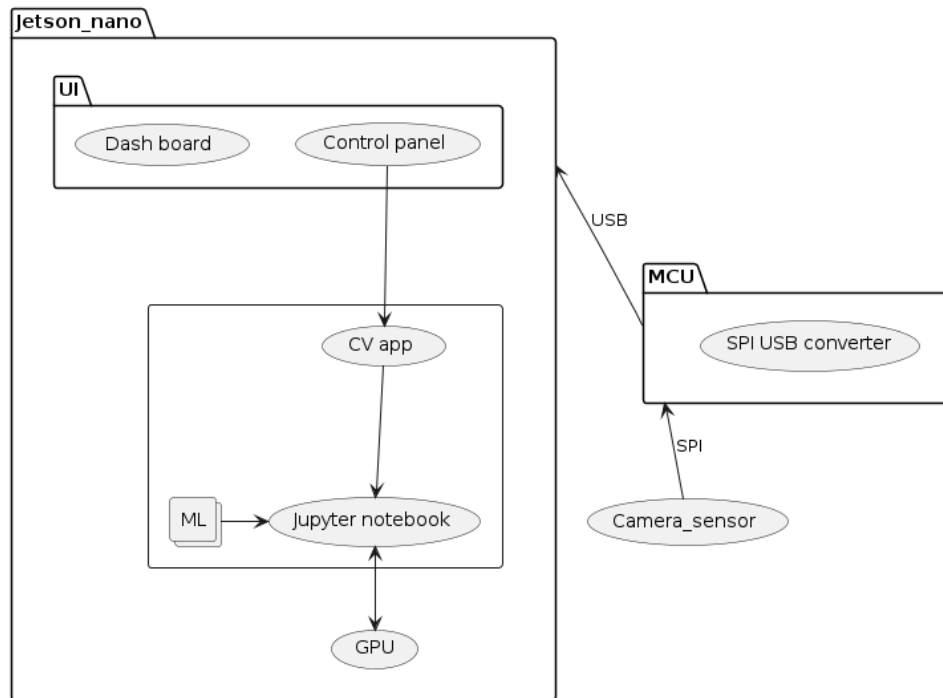 Jetson_nano
UI
Dash board
Control panel
USB
MCU
SPI USB converter
CV app
SPI
ML
Jupyter notebook
Camera_sensor
GPU